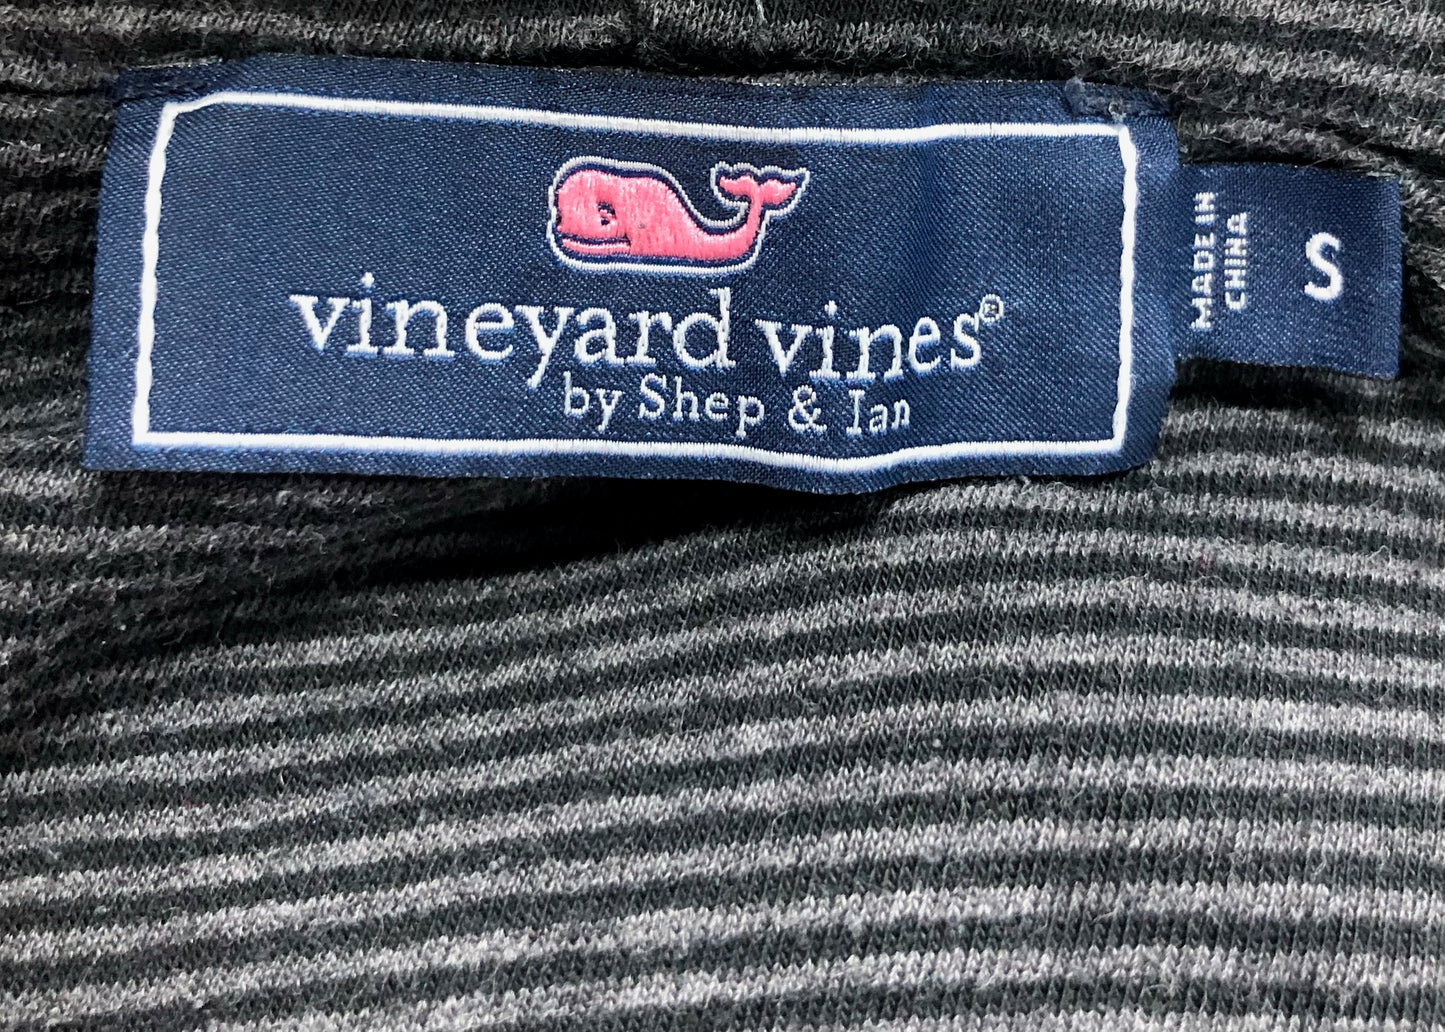 vineyard vines®
by Shep & Ian
MADE IN
CHINA
S